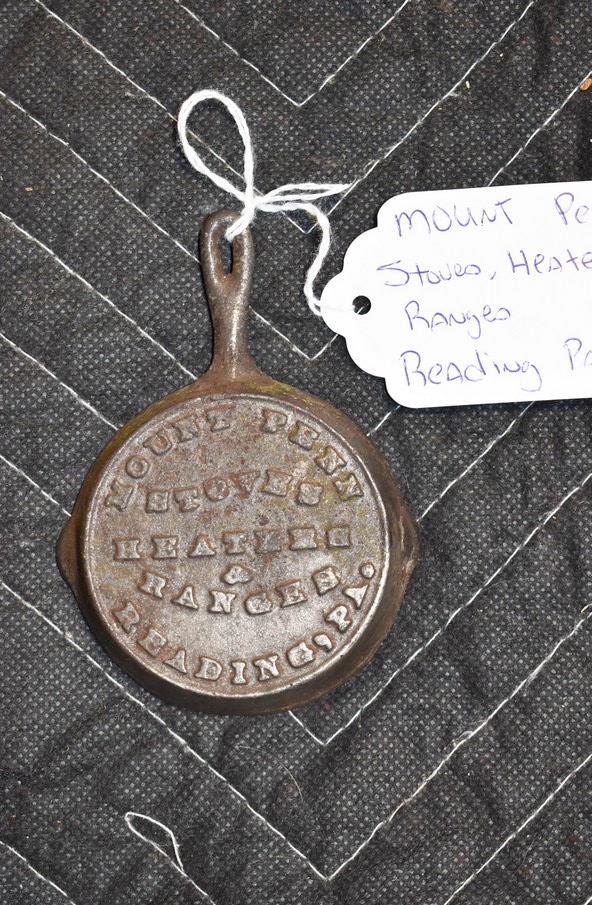 MOUNT PENN
STOVES
HEATERS
&
RANGES
READING, PA.
MOUNT Pe
Stoves, Heate
Ranges
Reading Pa